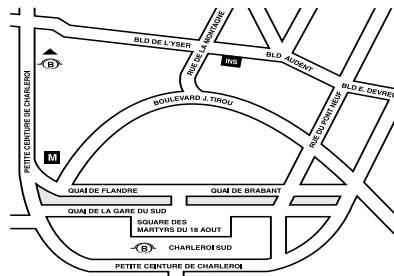 BLD DE L'YSER
RUE DE LA MONTAGNE
INS
BLD AUDENT
BLD E. DEVREU
B
PETITE CEINTURE DE CHARLEROI
BOULEVARD J. TIROU
RUE DU PONT NEUF
M
QUAI DE FLANDRE
QUAI DE BRABANT
QUAI DE LA GARE DU SUD
SQUARE DES
MARTYRS DU 18 AOUT
B
CHARLEROI SUD
PETITE CEINTURE DE CHARLEROI